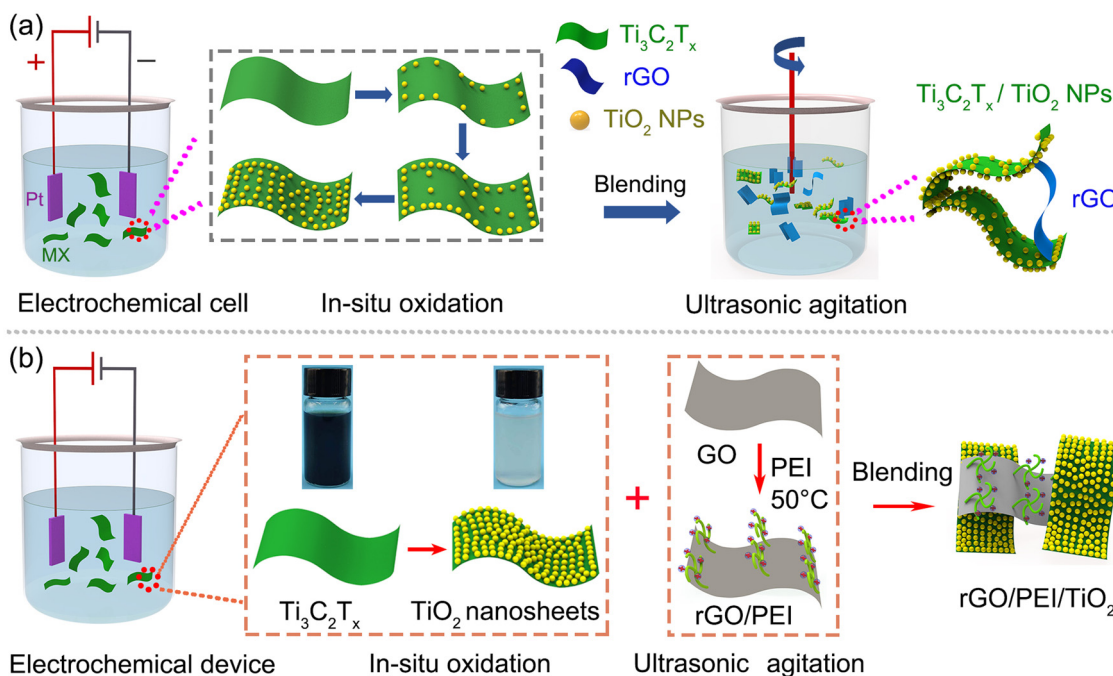 (a)
+
−
Pt
MX
Electrochemical cell
In-situ oxidation
Ti₃C₂Tₓ
rGO
TiO₂ NPs
Blending
Ultrasonic agitation
Ti₃C₂Tₓ / TiO₂ NPs
rGO
(b)
Electrochemical device
Ti₃C₂Tₓ
TiO₂ nanosheets
In-situ oxidation
+
GO
PEI
50°C
rGO/PEI
Ultrasonic agitation
Blending
rGO/PEI/TiO₂